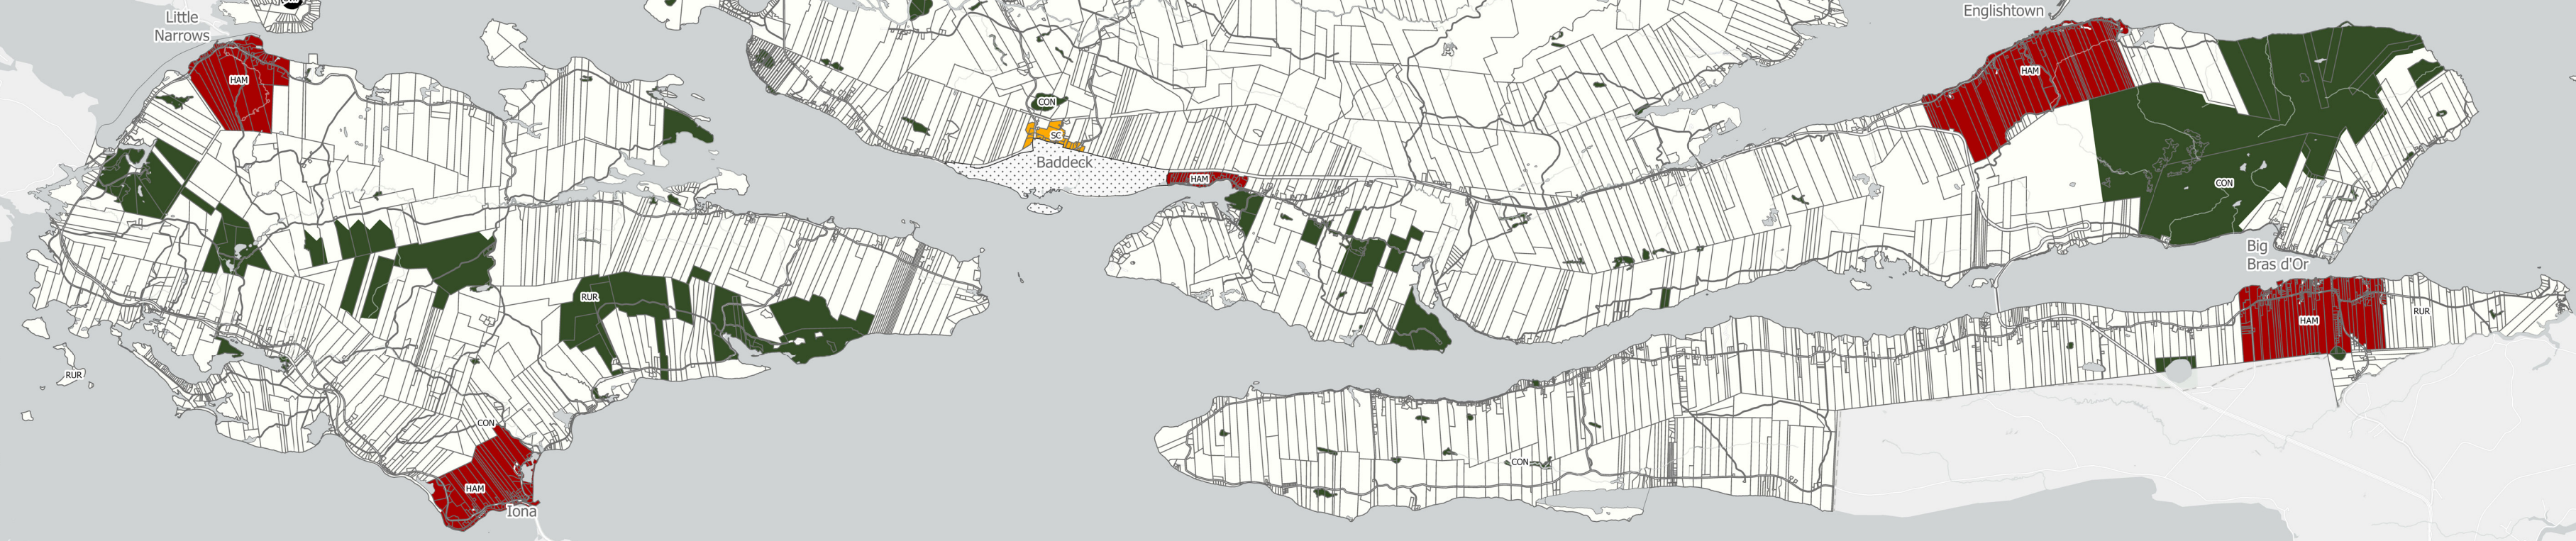 Little
Narrows
HAM
RUR
RUR
CON
HAM
Iona
CON
SC
Baddeck
HAM
Englishtown
HAM
CON
Big
Bras d'Or
HAM
RUR
CON